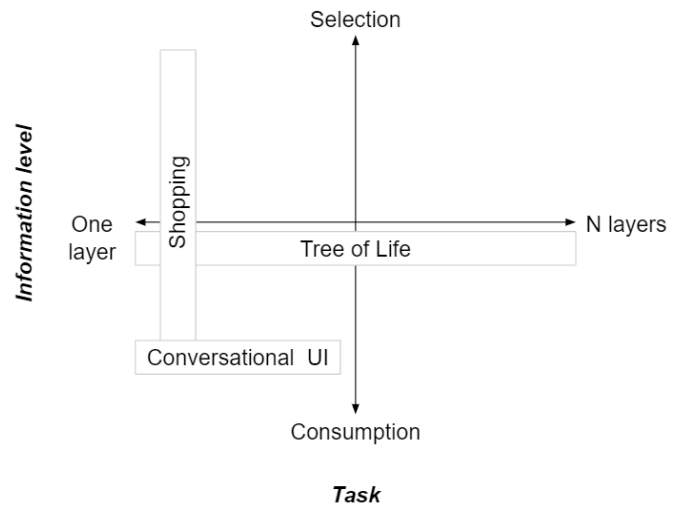 Selection
Information level
Shopping
One
layer
N layers
Tree of Life
Conversational UI
Consumption
Task